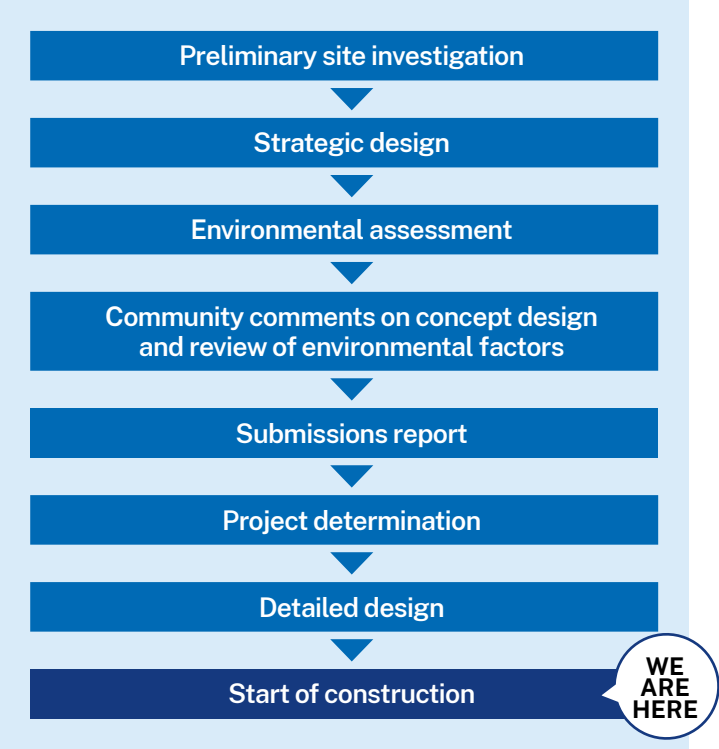 Preliminary site investigation
Strategic design
Environmental assessment
Community comments on concept design
and review of environmental factors
Submissions report
Project determination
Detailed design
Start of construction
WE
ARE
HERE